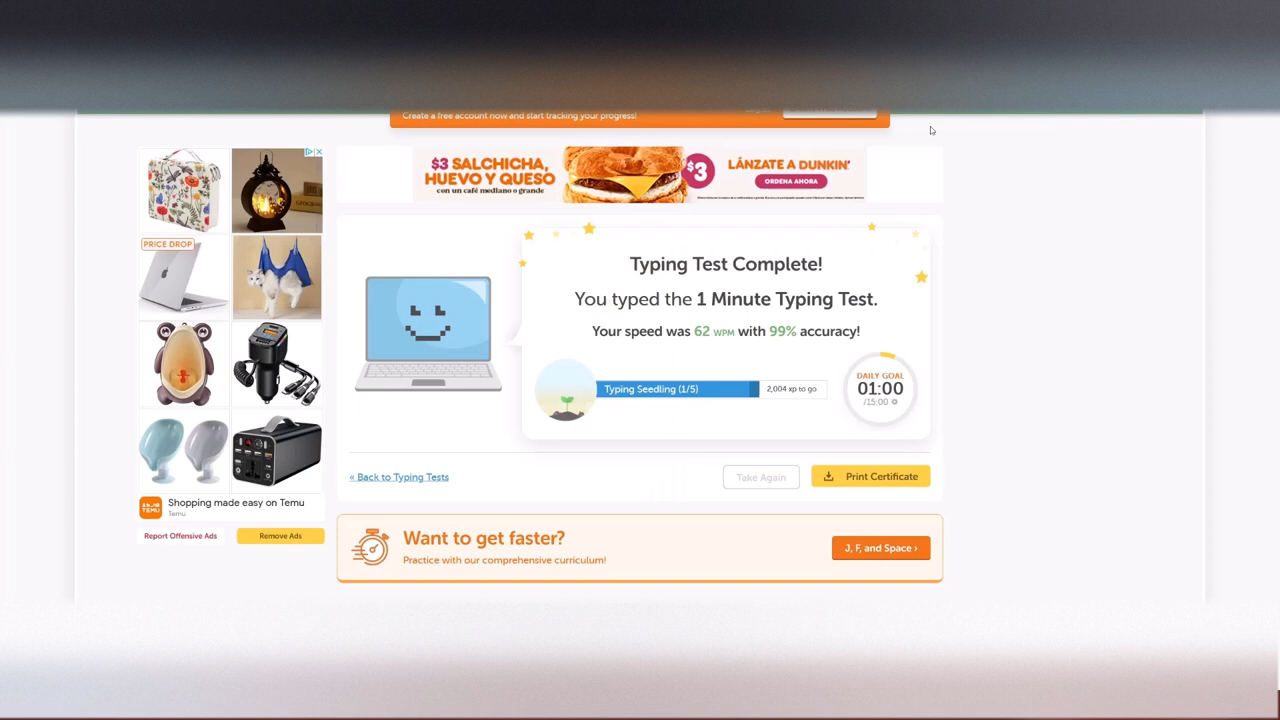 Create a free account now and start tracking your progress!
$3 SALCHICHA,
HUEVO Y QUESO
con un café mediano o grande
$3
LÁNZATE A DUNKIN'
ORDENA AHORA
PRICE DROP
Typing Test Complete!
You typed the 1 Minute Typing Test.
Your speed was 62 WPM with 99% accuracy!
Typing Seedling (1/5)
2,004 xp to go
DAILY GOAL
01:00
/15:00
« Back to Typing Tests
Take Again
Print Certificate
TEMU
Shopping made easy on Temu
Temu
Report Offensive Ads
Remove Ads
Want to get faster?
Practice with our comprehensive curriculum!
J, F, and Space ›